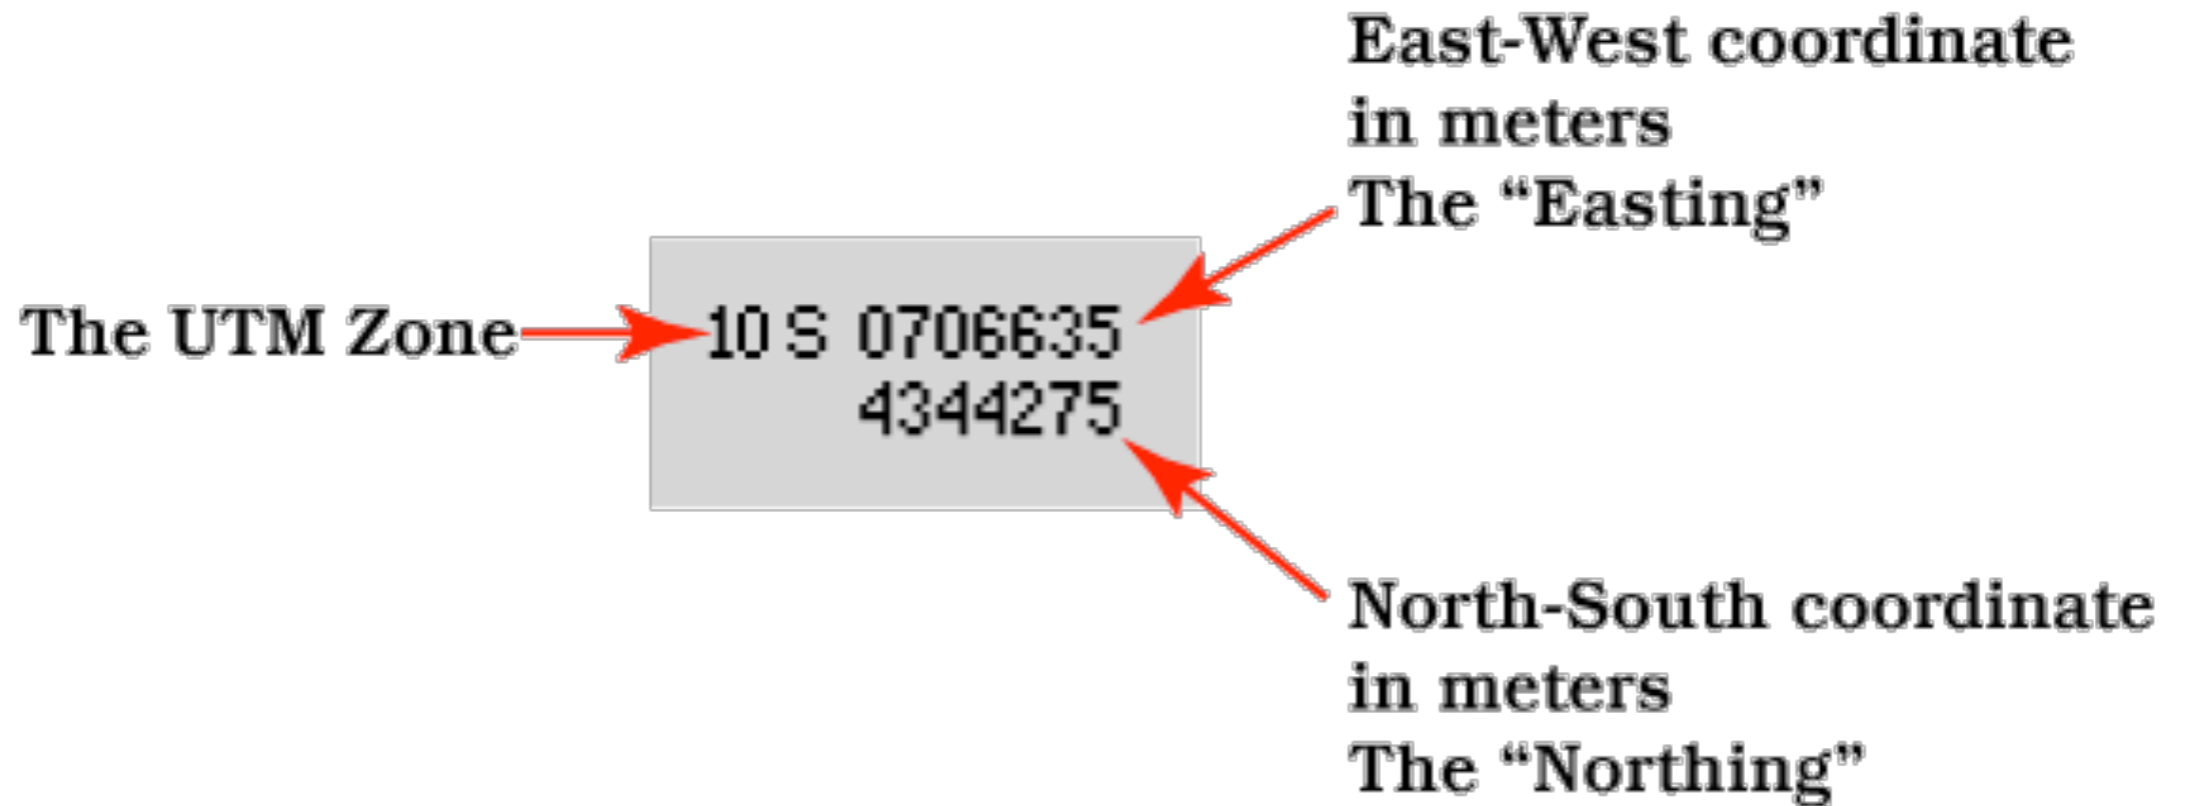 East-West coordinate
in meters
The “Easting”
The UTM Zone
10 S 0706635
4344275
North-South coordinate
in meters
The “Northing”